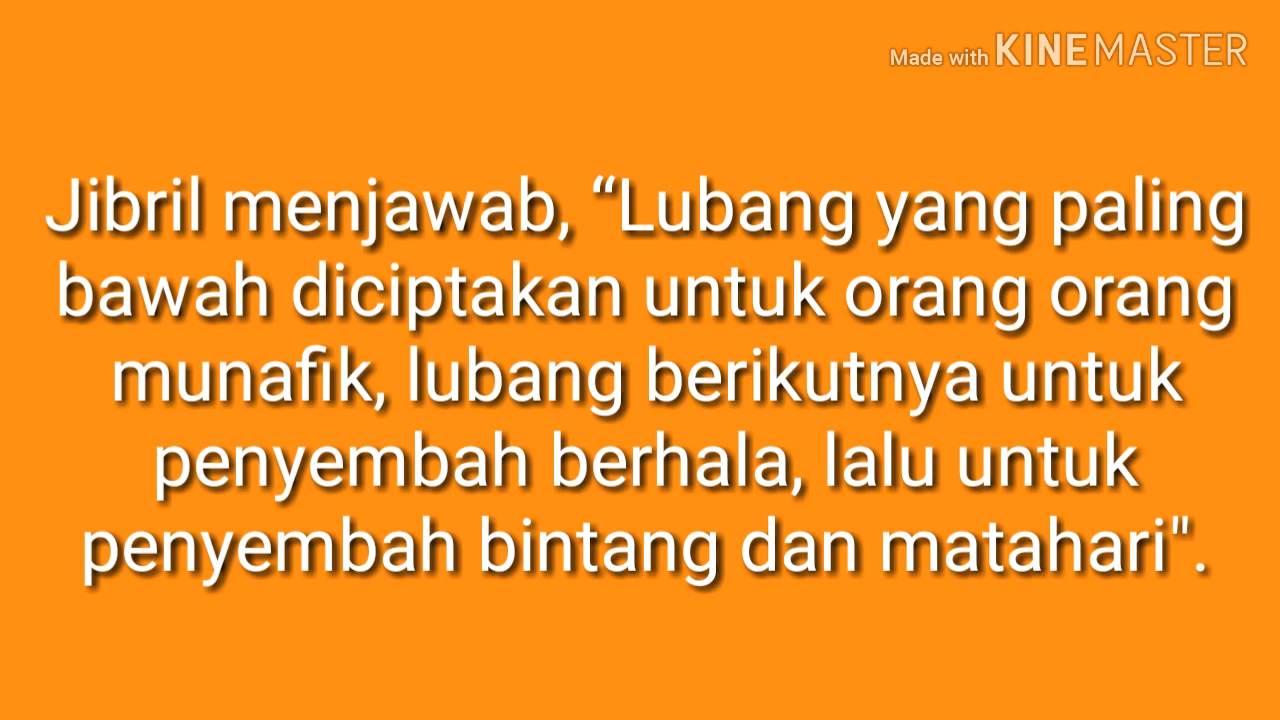 Made with KINEMASTER
Jibril menjawab, “Lubang yang paling
bawah diciptakan untuk orang orang
munafik, lubang berikutnya untuk
penyembah berhala, lalu untuk
penyembah bintang dan matahari".